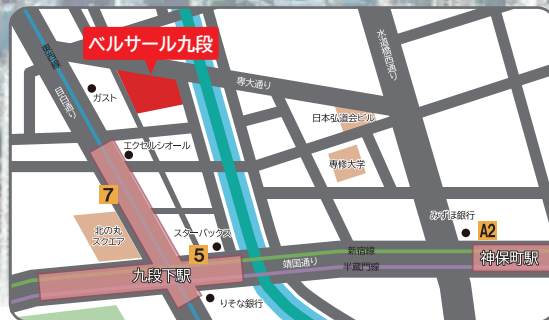 ベルサール九段
東西線
目白通り
ガスト
専大通り
水道橋西通り
日本弘道会ビル
エクセルシオール
専修大学
7
北の丸
スクエア
スターバックス
5
みずほ銀行
A2
新宿線
靖国通り
半蔵門線
神保町駅
九段下駅
りそな銀行